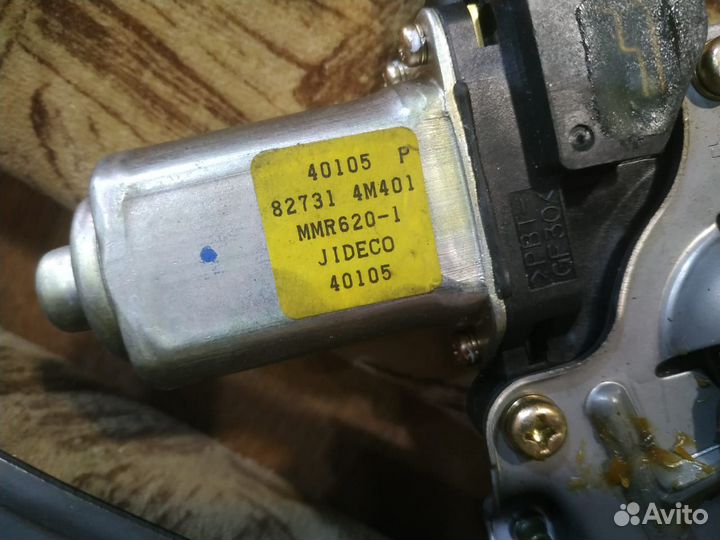 40105 P
82731 4M401
MMR620-1
JIDECO
40105
>PBT-
GF30<
Avito